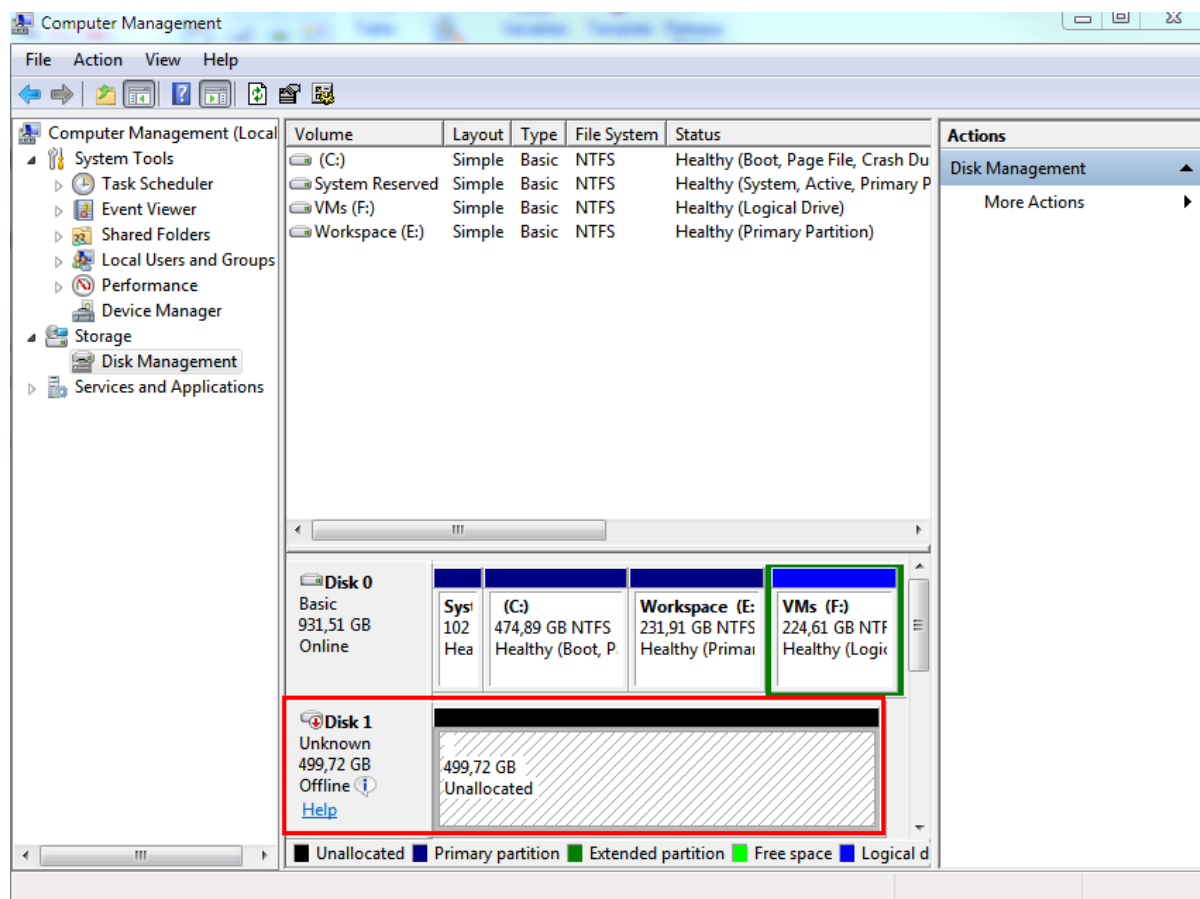 Computer Management
File Action View Help
Computer Management (Local
System Tools
Task Scheduler
Event Viewer
Shared Folders
Local Users and Groups
Performance
Device Manager
Storage
Disk Management
Services and Applications
Volume Layout Type File System Status
(C:) Simple Basic NTFS Healthy (Boot, Page File, Crash Du
System Reserved Simple Basic NTFS Healthy (System, Active, Primary P
VMs (F:) Simple Basic NTFS Healthy (Logical Drive)
Workspace (E:) Simple Basic NTFS Healthy (Primary Partition)
Disk 0
Basic
931,51 GB
Online
Syst
102
Hea
(C:)
474,89 GB NTFS
Healthy (Boot, P
Workspace (E:
231,91 GB NTFS
Healthy (Primar
VMs (F:)
224,61 GB NTF
Healthy (Logic
Disk 1
Unknown
499,72 GB
Offline
Help
499,72 GB
Unallocated
Unallocated Primary partition Extended partition Free space Logical d
Actions
Disk Management
More Actions